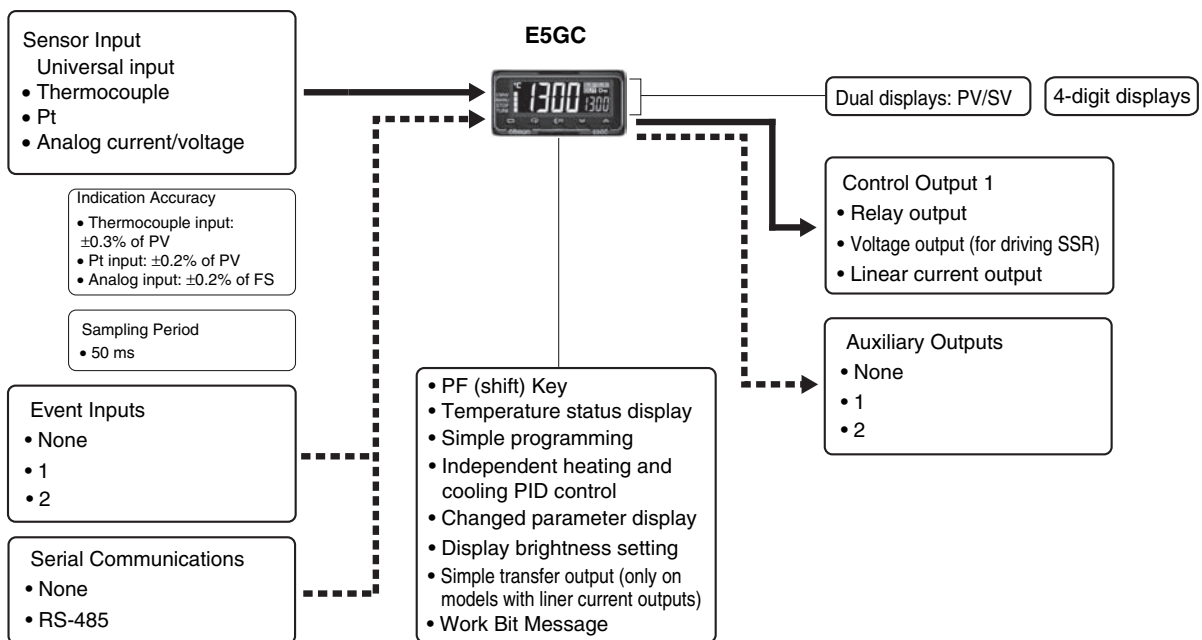 E5GC
Sensor Input
Universal input
• Thermocouple
• Pt
• Analog current/voltage
Indication Accuracy
• Thermocouple input:
±0.3% of PV
• Pt input: ±0.2% of PV
• Analog input: ±0.2% of FS
Sampling Period
• 50 ms
Event Inputs
• None
• 1
• 2
Serial Communications
• None
• RS-485
°C
1300
1300
OMRON
E5GC
• PF (shift) Key
• Temperature status display
• Simple programming
• Independent heating and
cooling PID control
• Changed parameter display
• Display brightness setting
• Simple transfer output (only on
models with liner current outputs)
• Work Bit Message
Dual displays: PV/SV
4-digit displays
Control Output 1
• Relay output
• Voltage output (for driving SSR)
• Linear current output
Auxiliary Outputs
• None
• 1
• 2